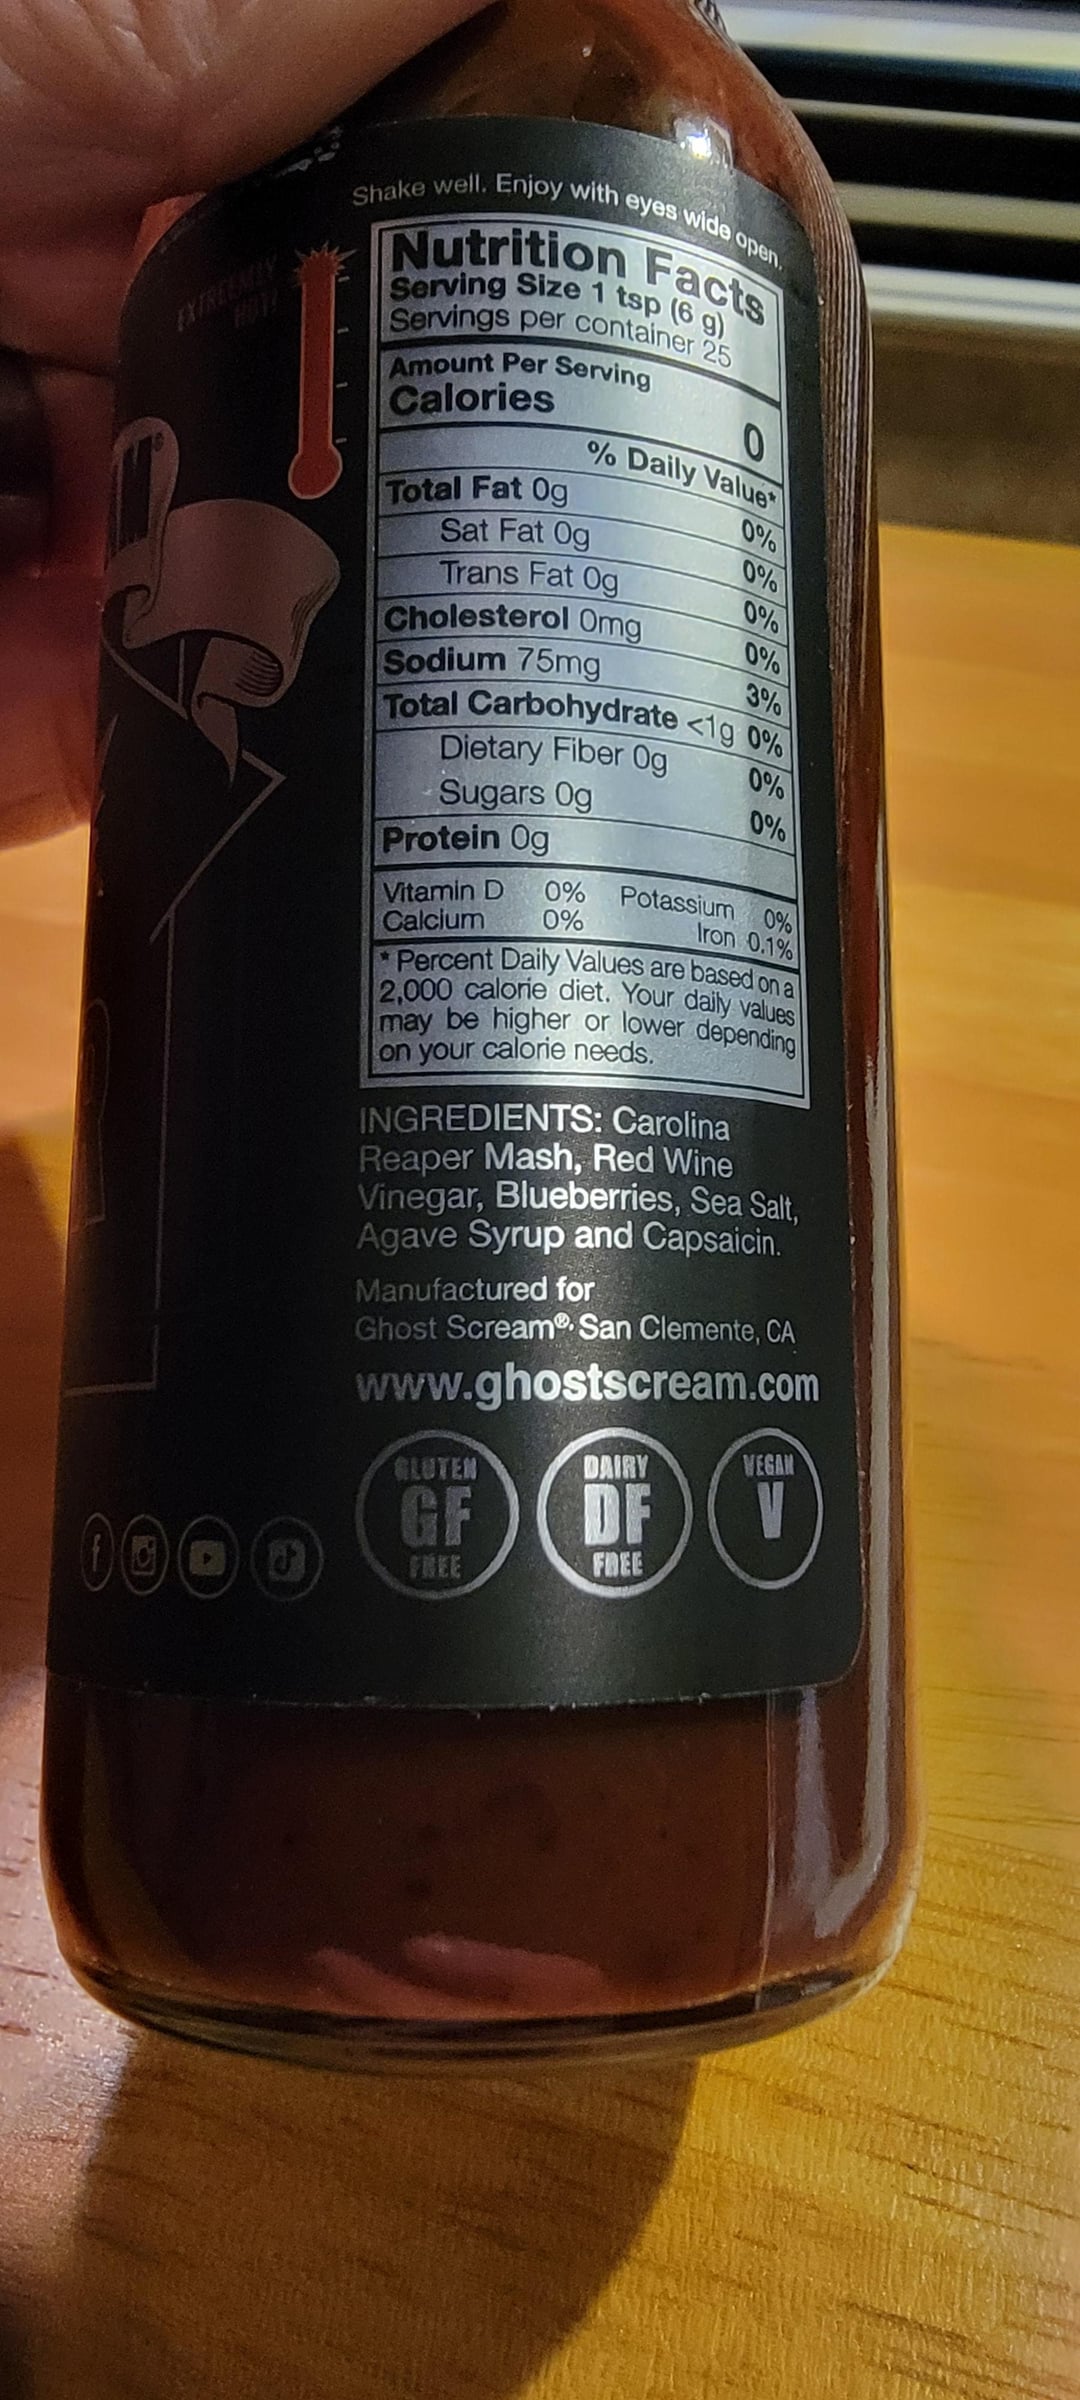 Shake well. Enjoy with eyes wide open.
EXTREMELY
HOT!
M®
Nutrition Facts
Serving Size 1 tsp (6 g)
Servings per container 25
Amount Per Serving
Calories 0
% Daily Value*
Total Fat 0g 0%
Sat Fat 0g 0%
Trans Fat 0g 0%
Cholesterol 0mg 0%
Sodium 75mg 3%
Total Carbohydrate <1g 0%
Dietary Fiber 0g 0%
Sugars 0g 0%
Protein 0g
Vitamin D 0% Potassium 0%
Calcium 0% Iron 0.1%
* Percent Daily Values are based on a
2,000 calorie diet. Your daily values
may be higher or lower depending
on your calorie needs.
INGREDIENTS: Carolina
Reaper Mash, Red Wine
Vinegar, Blueberries, Sea Salt,
Agave Syrup and Capsaicin.
Manufactured for
Ghost Scream®, San Clemente, CA
www.ghostscream.com
GLUTEN
GF
FREE
DAIRY
DF
FREE
VEGAN
V